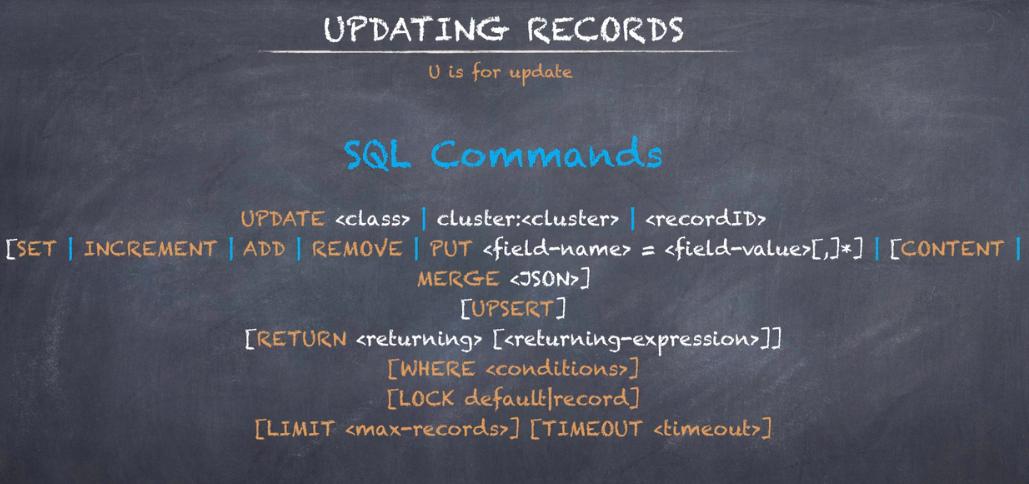 UPDATING RECORDS
U is for update
SQL Commands
UPDATE <class> | cluster:<cluster> | <recordID>
[SET | INCREMENT | ADD | REMOVE | PUT <field-name> = <field-value>[,]*] | [CONTENT |
MERGE <JSON>]
[UPSERT]
[RETURN <returning> [<returning-expression>]]
[WHERE <conditions>]
[LOCK default|record]
[LIMIT <max-records>] [TIMEOUT <timeout>]